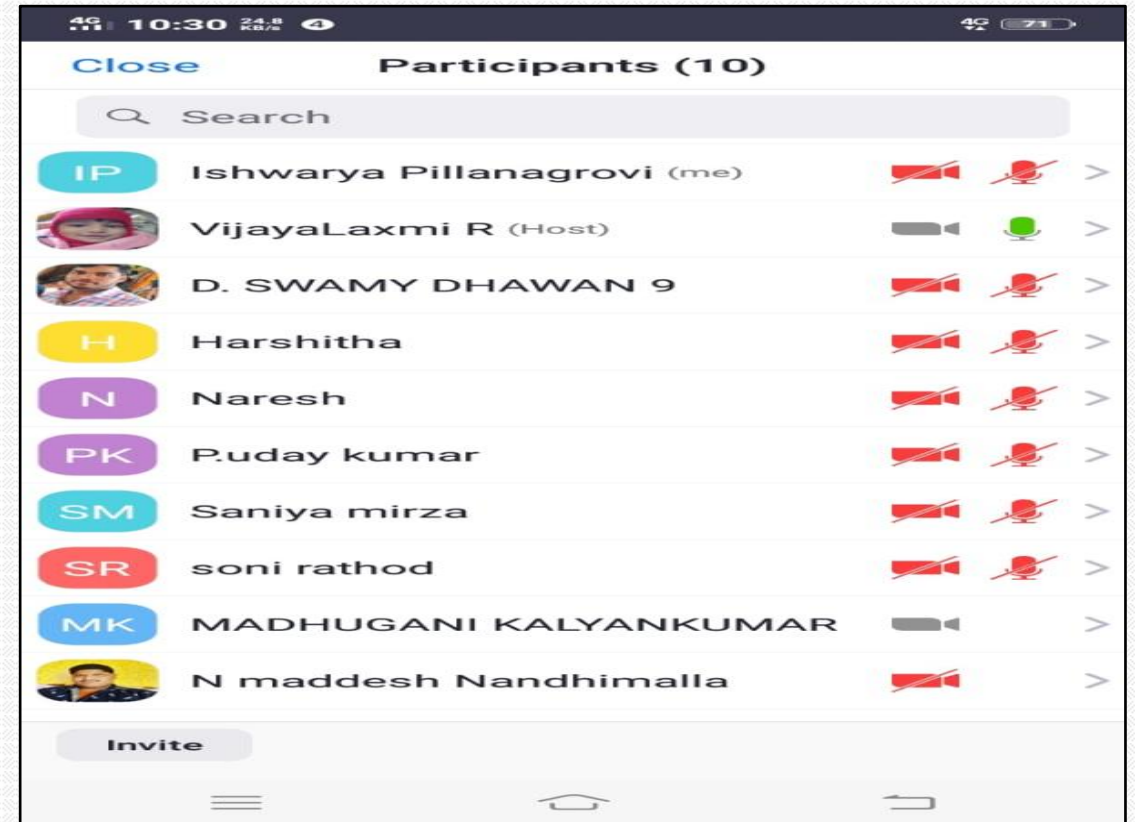 4G 10:30 24.8 KB/s 4 4G 71
Close Participants (10)
Search
IP Ishwarya Pillanagrovi (me)
VijayaLaxmi R (Host)
D. SWAMY DHAWAN 9
H Harshitha
N Naresh
PK P.uday kumar
SM Saniya mirza
SR soni rathod
MK MADHUGANI KALYANKUMAR
N maddesh Nandhimalla
Invite